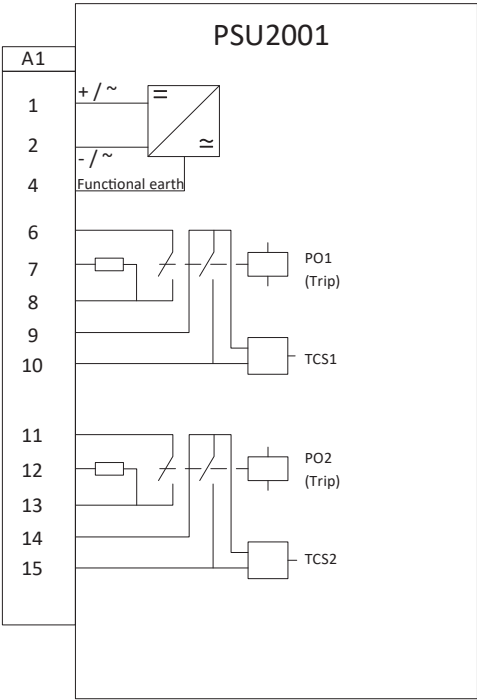 PSU2001
A1
1
+ / ~
=
2
≃
- / ~
4
Functional earth
6
7
PO1
(Trip)
8
9
10
TCS1
11
12
PO2
(Trip)
13
14
15
TCS2